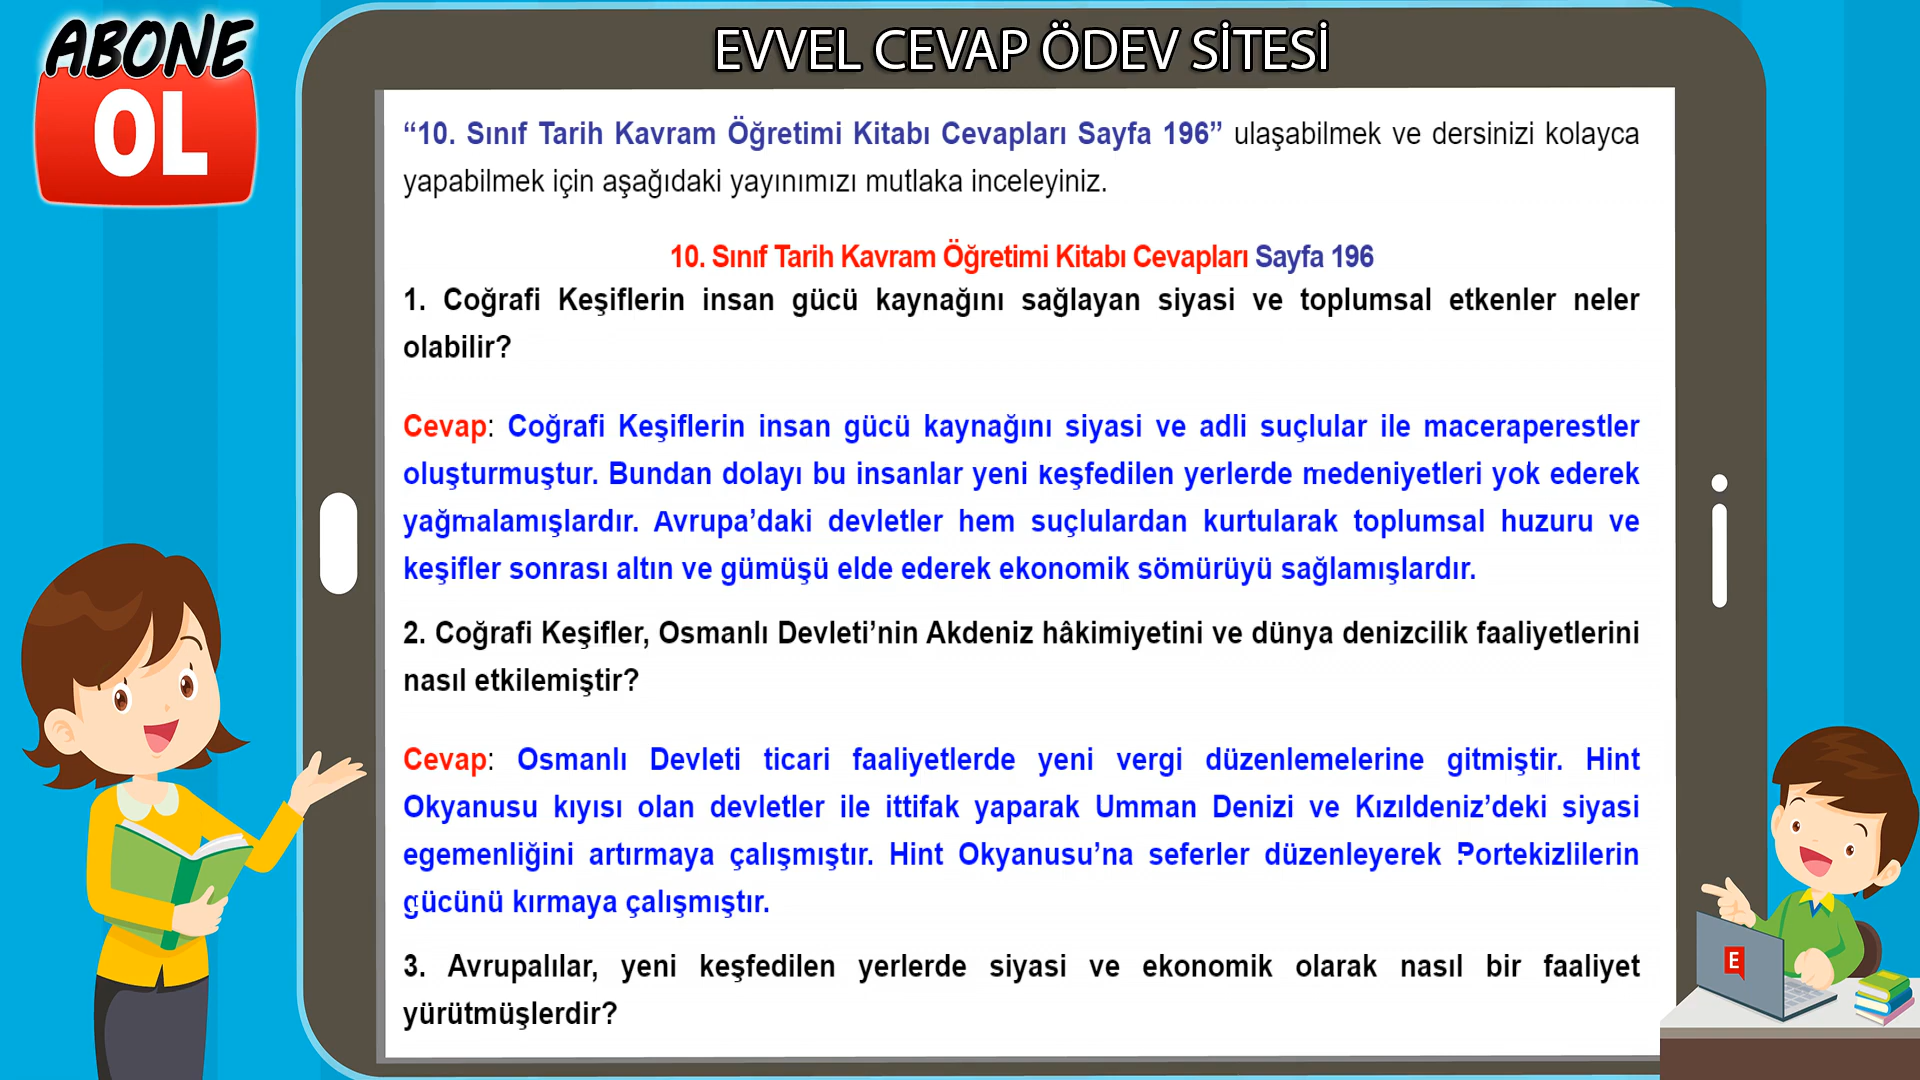 ABONE
OL
EVVEL CEVAP ÖDEV SİTESİ
“10. Sınıf Tarih Kavram Öğretimi Kitabı Cevapları Sayfa 196” ulaşabilmek ve dersinizi kolayca
yapabilmek için aşağıdaki yayınımızı mutlaka inceleyiniz.
10. Sınıf Tarih Kavram Öğretimi Kitabı Cevapları Sayfa 196
1. Coğrafi Keşiflerin insan gücü kaynağını sağlayan siyasi ve toplumsal etkenler neler
olabilir?
Cevap: Coğrafi Keşiflerin insan gücü kaynağını siyasi ve adli suçlular ile maceraperestler
oluşturmuştur. Bundan dolayı bu insanlar yeni keşfedilen yerlerde medeniyetleri yok ederek
yağmalamışlardır. Avrupa’daki devletler hem suçlulardan kurtularak toplumsal huzuru ve
keşifler sonrası altın ve gümüşü elde ederek ekonomik sömürüyü sağlamışlardır.
2. Coğrafi Keşifler, Osmanlı Devleti’nin Akdeniz hâkimiyetini ve dünya denizcilik faaliyetlerini
nasıl etkilemiştir?
Cevap: Osmanlı Devleti ticari faaliyetlerde yeni vergi düzenlemelerine gitmiştir. Hint
Okyanusu kıyısı olan devletler ile ittifak yaparak Umman Denizi ve Kızıldeniz’deki siyasi
egemenliğini artırmaya çalışmıştır. Hint Okyanusu’na seferler düzenleyerek Portekizlilerin
gücünü kırmaya çalışmıştır.
3. Avrupalılar, yeni keşfedilen yerlerde siyasi ve ekonomik olarak nasıl bir faaliyet
yürütmüşlerdir?
E